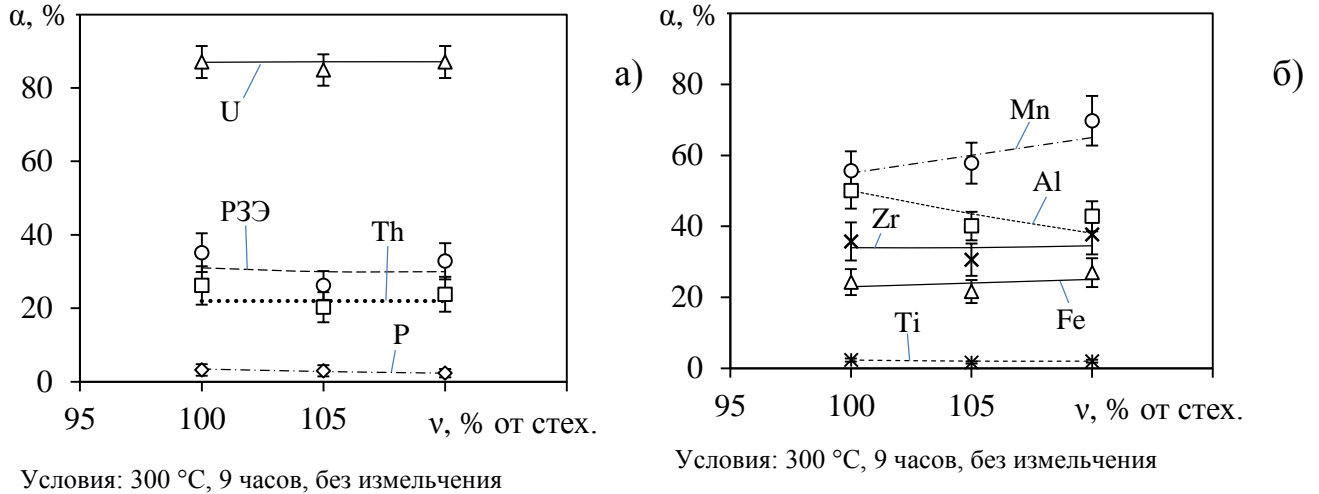 α, %
80
60
40
20
0
95
100
105
ν, % от стех.
U
РЗЭ
Th
P
а)
Условия: 300 °C, 9 часов, без измельчения
α, %
80
60
40
20
0
95
100
105
ν, % от стех.
Mn
Al
Zr
Fe
Ti
б)
Условия: 300 °C, 9 часов, без измельчения